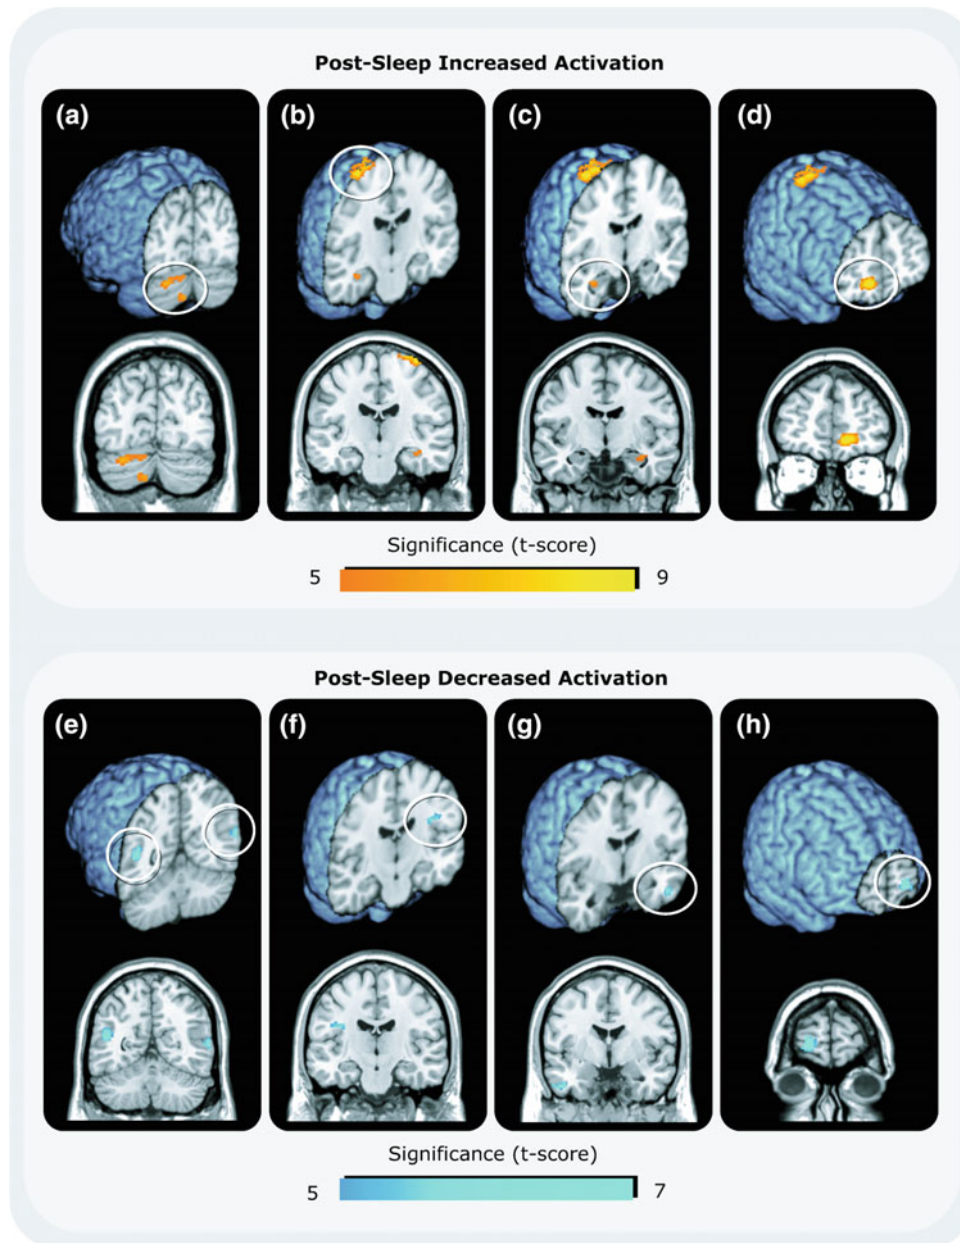 Post-Sleep Increased Activation
(a) (b) (c) (d)
Significance (t-score)
5 9
Post-Sleep Decreased Activation
(e) (f) (g) (h)
Significance (t-score)
5 7